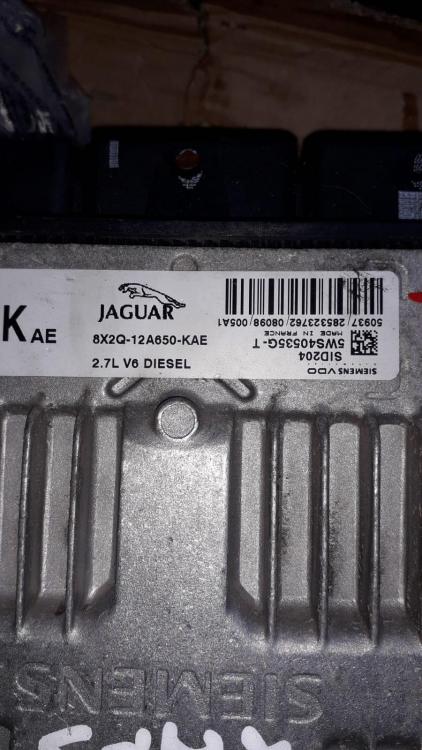 K AE
JAGUAR
8X2Q-12A650-KAE
2.7L V6 DIESEL
SIEMENS VDO
SID204
5WS40535G-T
MADE IN FRANCE
50937/285323762 08098 005A1
SIEMENS